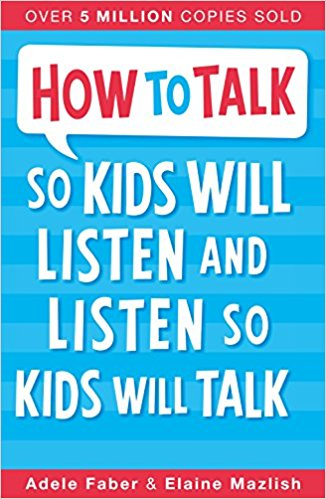 OVER 5 MILLION COPIES SOLD
HOW TO TALK
SO KIDS WILL
LISTEN AND
LISTEN SO
KIDS WILL TALK
Adele Faber & Elaine Mazlish